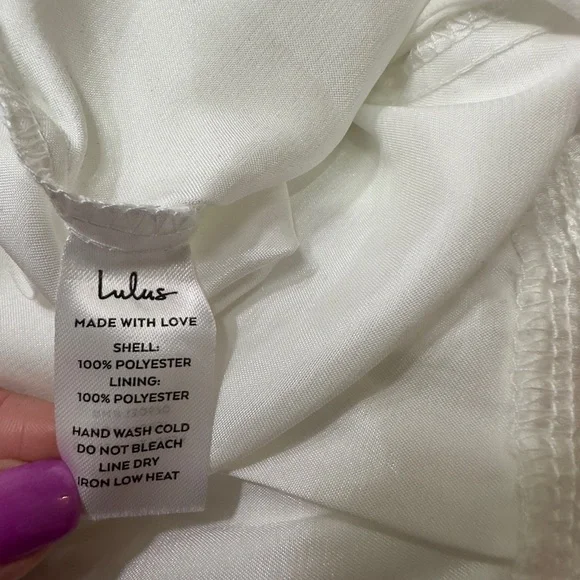 Lulus
MADE WITH LOVE
SHELL:
100% POLYESTER
LINING:
100% POLYESTER
HAND WASH COLD
DO NOT BLEACH
LINE DRY
IRON LOW HEAT